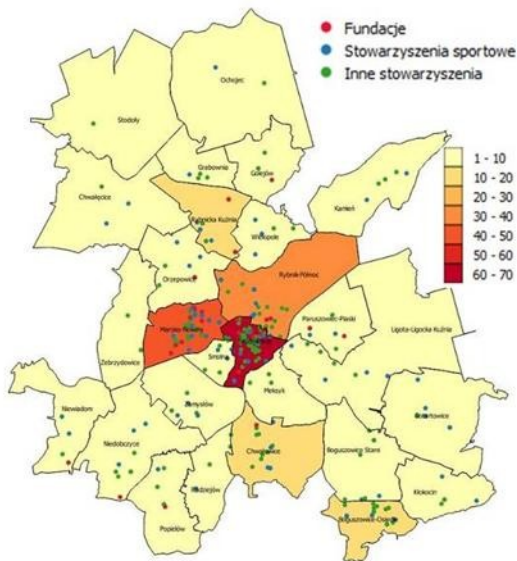 Fundacje
Stowarzyszenia sportowe
Inne stowarzyszenia
1 - 10
10 - 20
20 - 30
30 - 40
40 - 50
50 - 60
60 - 70
Ochojec
Stodoły
Grabownia
Golejów
Chwałęcice
Rybnicka Kuźnia
Kamień
Wielopole
Orzepowice
Rybnik Północ
Paruszowiec-Piaski
Ligota-Ligocka Kuźnia
Zebrzydowice
Smolna
Meksyk
Niewiadom
Zamysłów
Niedobczyce
Chwałowice
Boguszowice Stare
Radziejów
Kłokocin
Popielów
Boguszowice-Osiedle